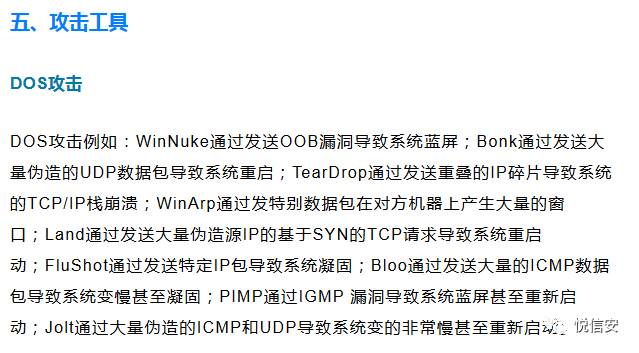 五、攻击工具
DOS攻击
DOS攻击例如：WinNuke通过发送OOB漏洞导致系统蓝屏；Bonk通过发送大
量伪造的UDP数据包导致系统重启；TearDrop通过发送重叠的IP碎片导致系统
的TCP/IP栈崩溃；WinArp通过发特别数据包在对方机器上产生大量的窗
口；Land通过发送大量伪造源IP的基于SYN的TCP请求导致系统重启
动；FluShot通过发送特定IP包导致系统凝固；Bloo通过发送大量的ICMP数据
包导致系统变慢甚至凝固；PIMP通过IGMP 漏洞导致系统蓝屏甚至重新启
动；Jolt通过大量伪造的ICMP和UDP导致系统变的非常慢甚至重新启动。
悦信安